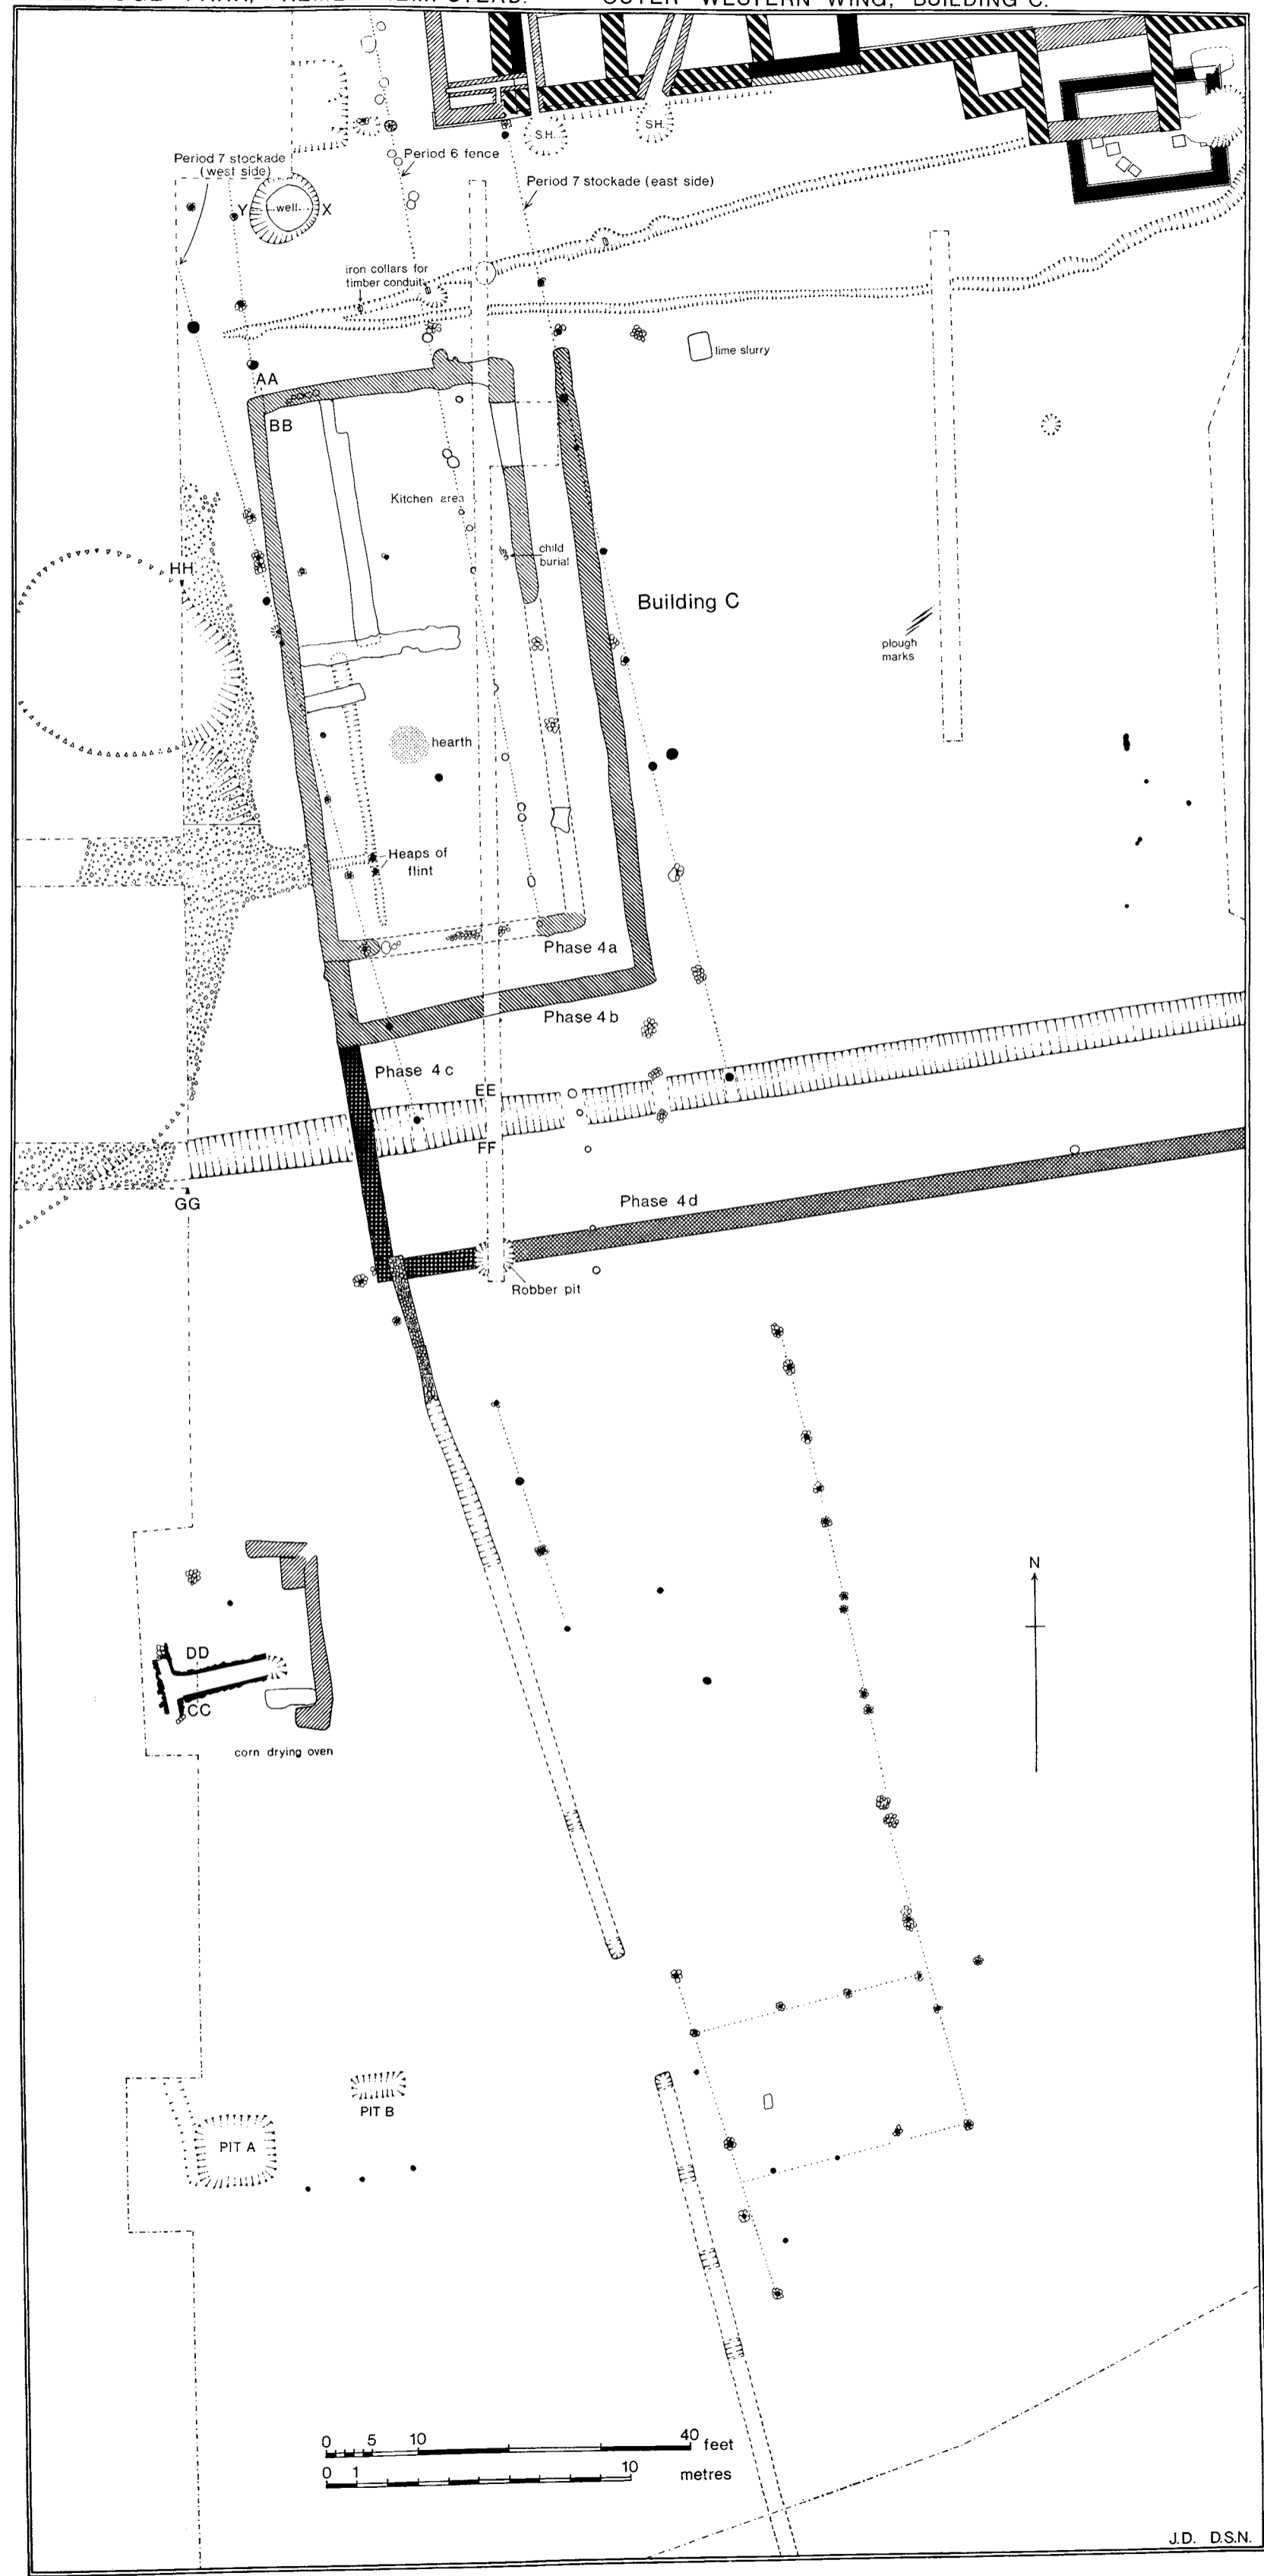 PARK, OUTER WESTERN WING, BUILDING C.
S.H.
S.H.
Period 7 stockade
(west side)
Period 6 fence
Y well X
Period 7 stockade (east side)
iron collars for
timber conduit
lime slurry
AA
BB
Kitchen area
child
burial
HH
Building C
plough
marks
hearth
Heaps of
flint
Phase 4a
Phase 4b
Phase 4c
EE
FF
GG
Phase 4d
Robber pit
N
DD
CC
corn drying oven
PIT B
PIT A
0 5 10 40 feet
0 1 10 metres
J.D. D.S.N.